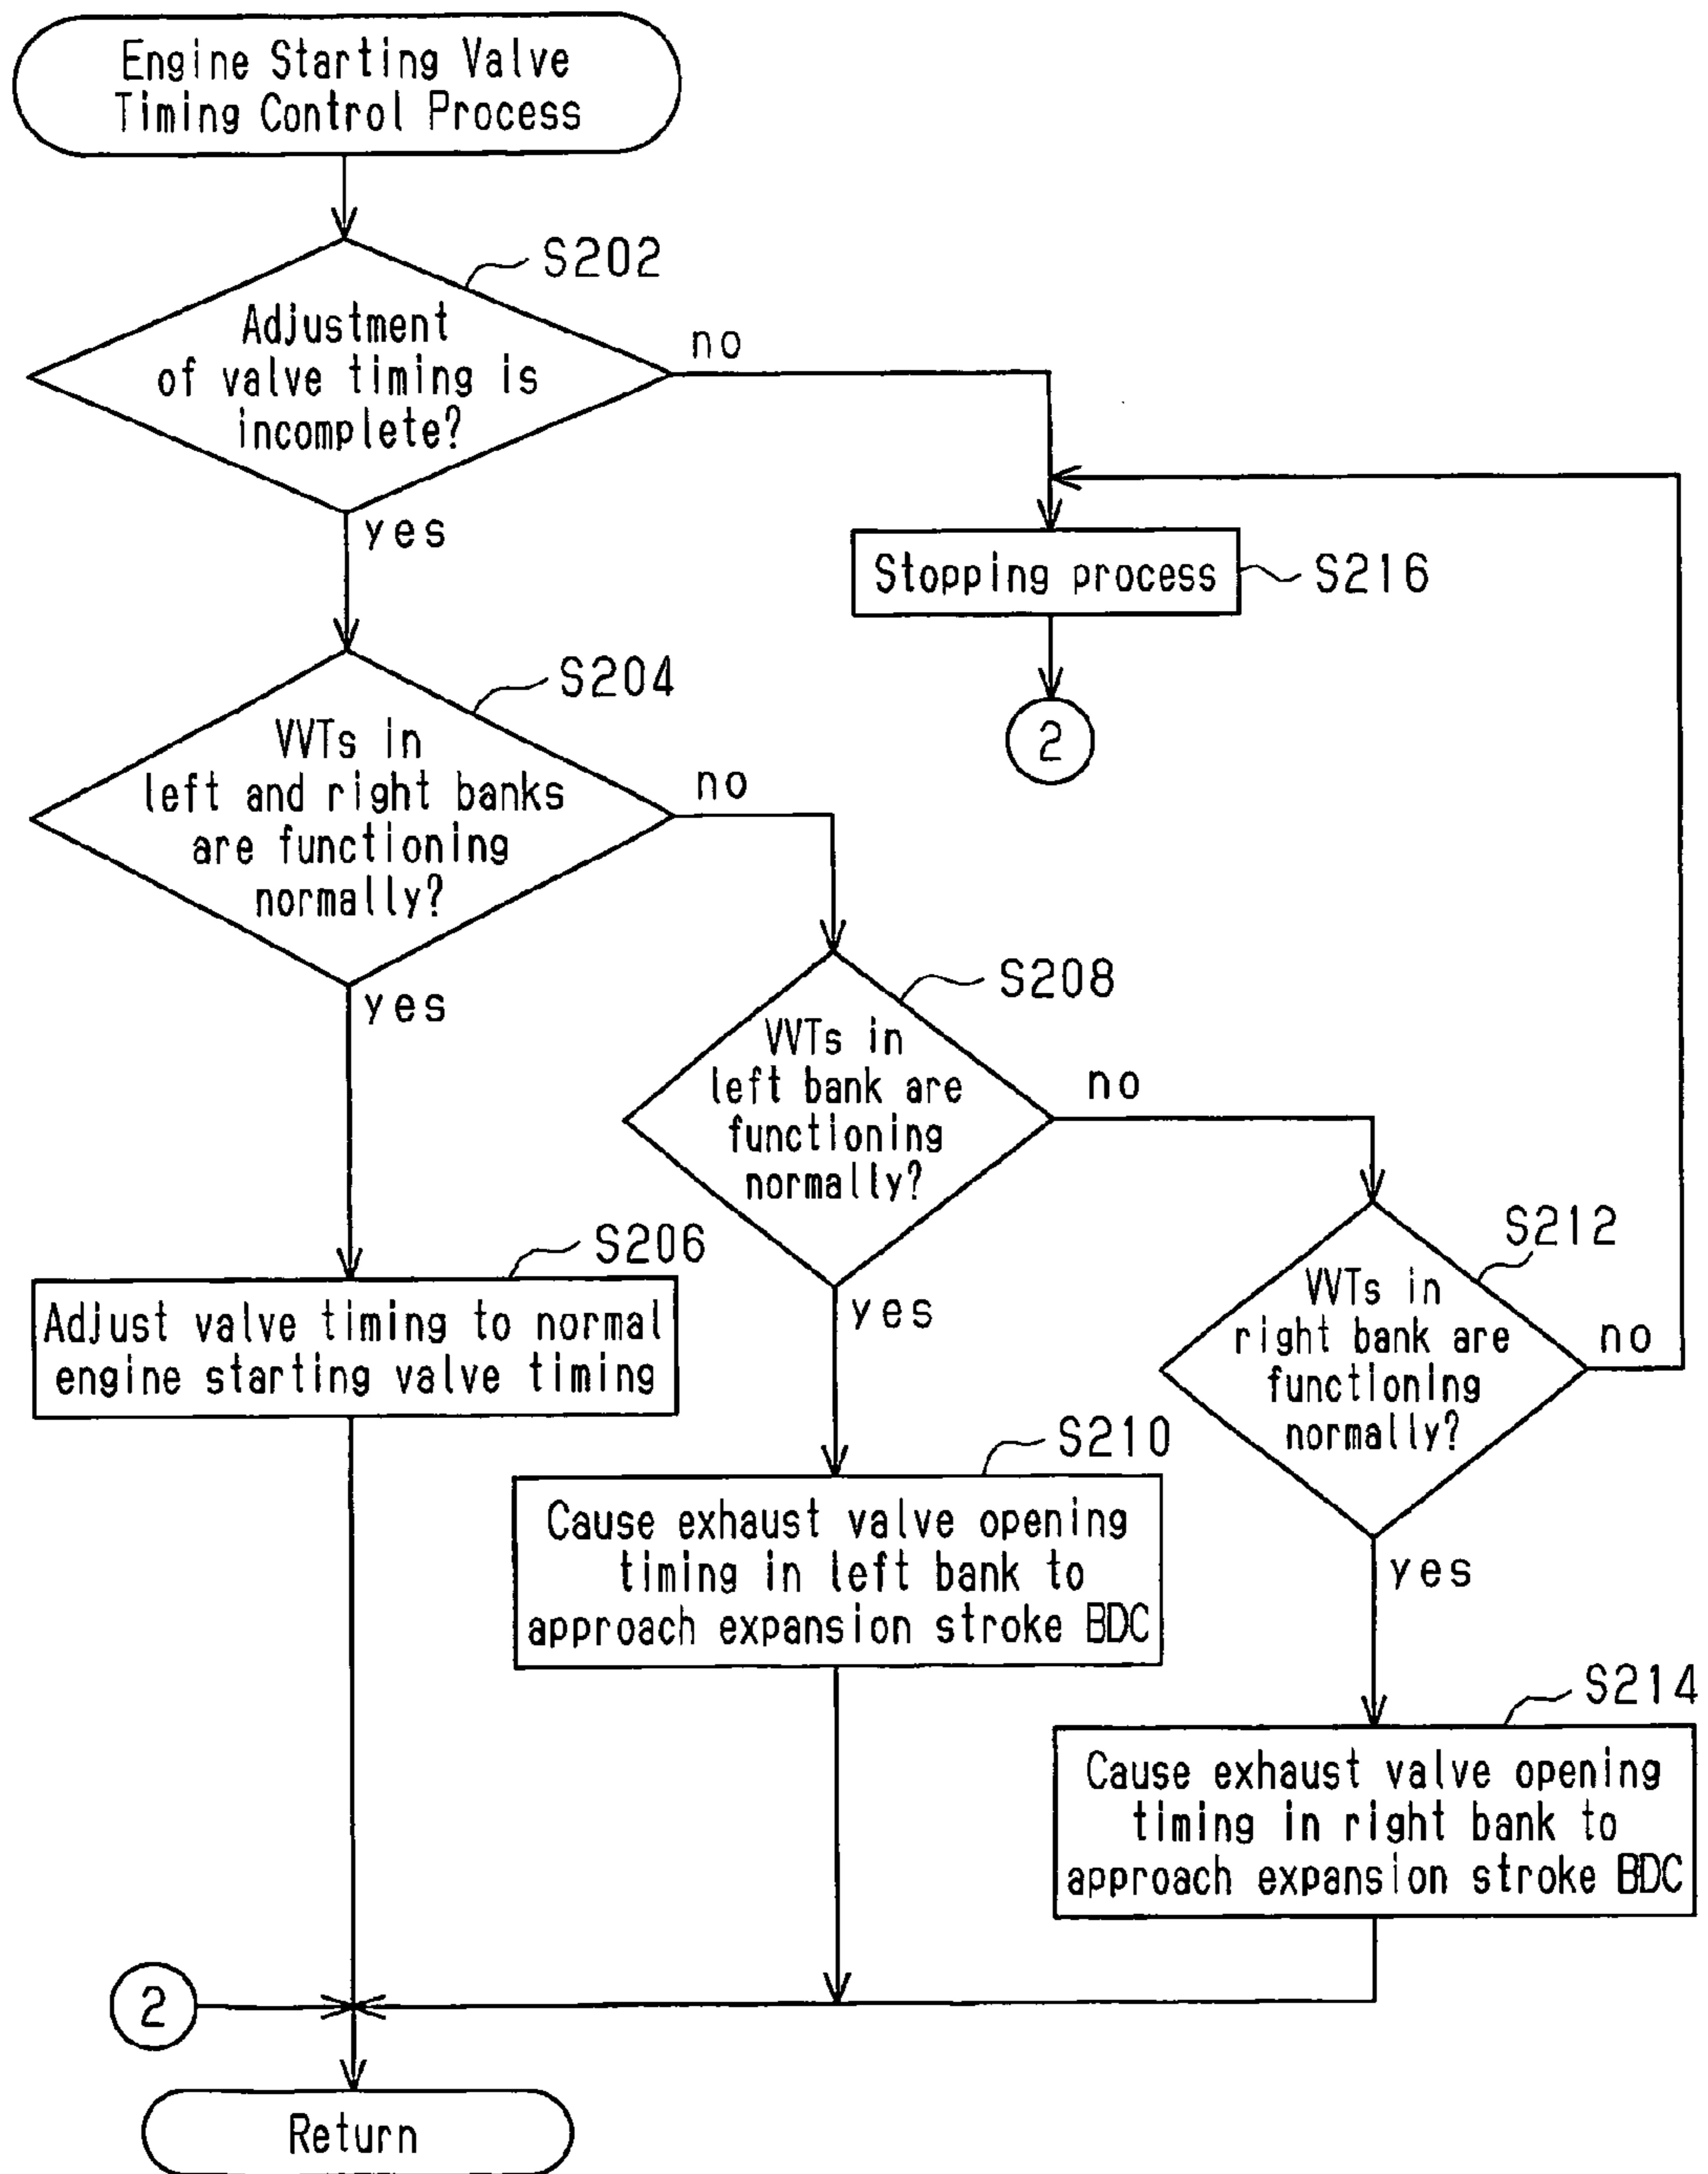 Engine Starting Valve
Timing Control Process
S202
Adjustment
of valve timing is
incomplete?
no
yes
Stopping process
S216
2
S204
VVTs in
left and right banks
are functioning
normally?
no
yes
S208
VVTs in
left bank are
functioning
normally?
no
yes
S212
VVTs in
right bank are
functioning
normally?
no
yes
S206
Adjust valve timing to normal
engine starting valve timing
S210
Cause exhaust valve opening
timing in left bank to
approach expansion stroke BDC
S214
Cause exhaust valve opening
timing in right bank to
approach expansion stroke BDC
2
Return